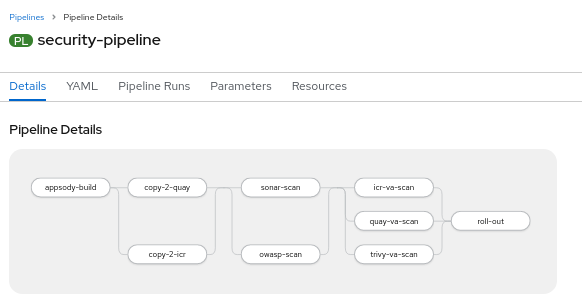 Pipelines > Pipeline Details
PL security-pipeline
Details YAML Pipeline Runs Parameters Resources
Pipeline Details
appsody-build copy-2-quay sonar-scan icr-va-scan
quay-va-scan roll-out
copy-2-icr owasp-scan trivy-va-scan